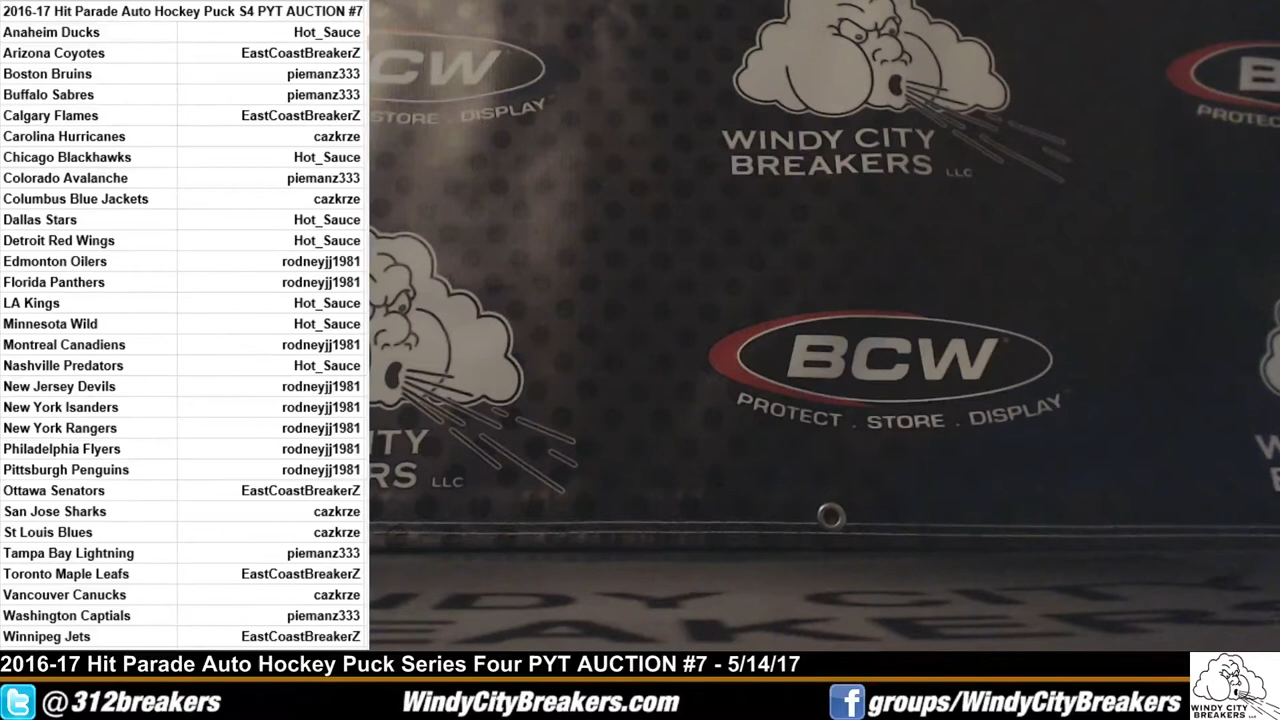 2016-17 Hit Parade Auto Hockey Puck S4 PYT AUCTION #7
Anaheim Ducks Hot_Sauce
Arizona Coyotes EastCoastBreakerZ
Boston Bruins piemanz333
Buffalo Sabres piemanz333
Calgary Flames EastCoastBreakerZ
Carolina Hurricanes cazkrze
Chicago Blackhawks Hot_Sauce
Colorado Avalanche piemanz333
Columbus Blue Jackets cazkrze
Dallas Stars Hot_Sauce
Detroit Red Wings Hot_Sauce
Edmonton Oilers rodneyjj1981
Florida Panthers rodneyjj1981
LA Kings Hot_Sauce
Minnesota Wild Hot_Sauce
Montreal Canadiens rodneyjj1981
Nashville Predators Hot_Sauce
New Jersey Devils rodneyjj1981
New York Isanders rodneyjj1981
New York Rangers rodneyjj1981
Philadelphia Flyers rodneyjj1981
Pittsburgh Penguins rodneyjj1981
Ottawa Senators EastCoastBreakerZ
San Jose Sharks cazkrze
St Louis Blues cazkrze
Tampa Bay Lightning piemanz333
Toronto Maple Leafs EastCoastBreakerZ
Vancouver Canucks cazkrze
Washington Captials piemanz333
Winnipeg Jets EastCoastBreakerZ
CW
STORE . DISPLAY
WINDY CITY
BREAKERS LLC
B
PROTEC
ITY
RS LLC
BCW
PROTECT . STORE . DISPLAY
W
B
NDY CITY
EAKERS
2016-17 Hit Parade Auto Hockey Puck Series Four PYT AUCTION #7 - 5/14/17
@312breakers WindyCityBreakers.com groups/WindyCityBreakers
WINDY CITY
BREAKERS LLC